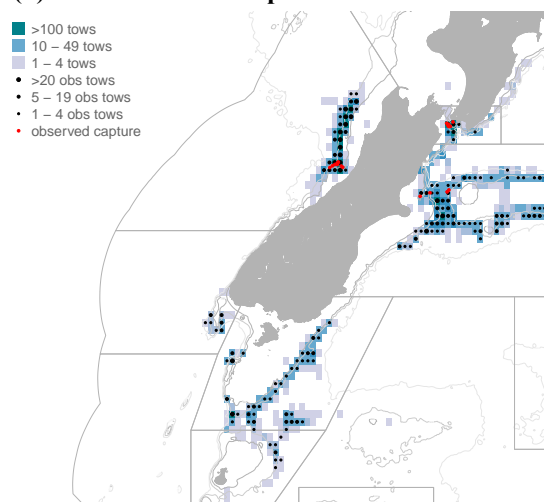 >100 tows
10 – 49 tows
1 – 4 tows
>20 obs tows
5 – 19 obs tows
1 – 4 obs tows
observed capture